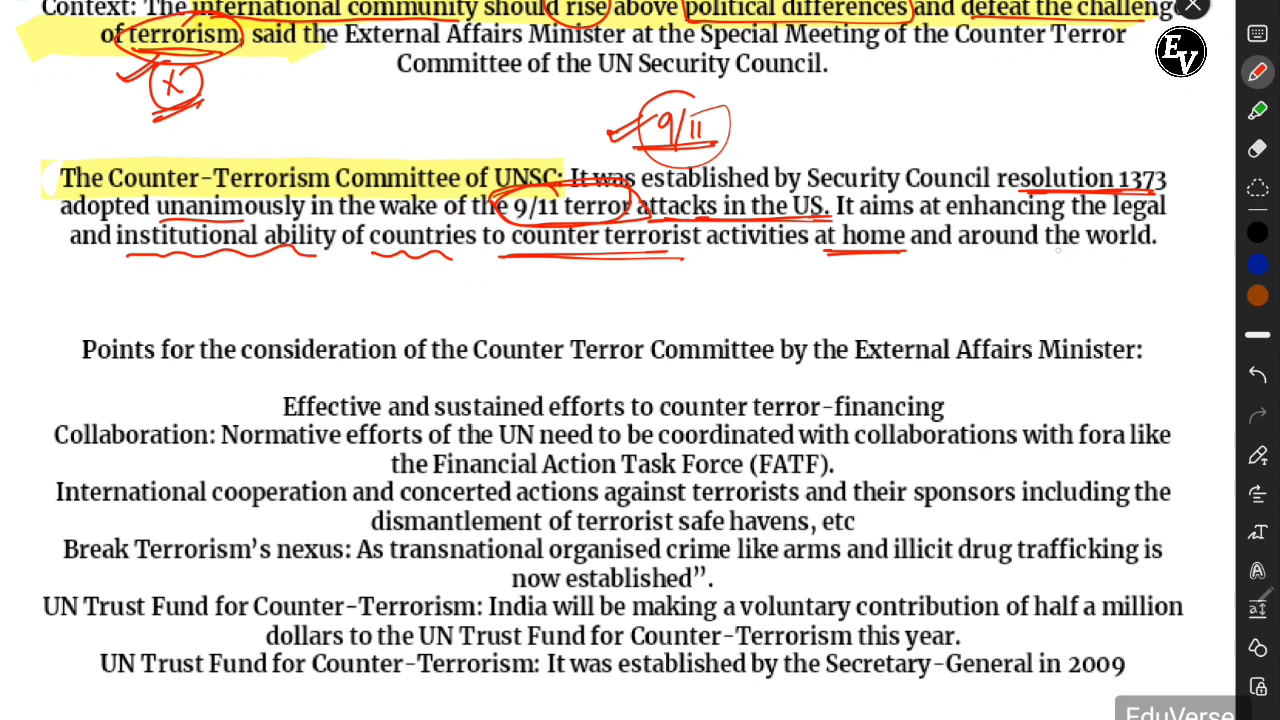 Context: The international community should rise above political differences and defeat the challenge
of terrorism, said the External Affairs Minister at the Special Meeting of the Counter Terror
Committee of the UN Security Council.
EV
X
9/11
The Counter-Terrorism Committee of UNSC: It was established by Security Council resolution 1373
adopted unanimously in the wake of the 9/11 terror attacks in the US. It aims at enhancing the legal
and institutional ability of countries to counter terrorist activities at home and around the world.
Points for the consideration of the Counter Terror Committee by the External Affairs Minister:
Effective and sustained efforts to counter terror-financing
Collaboration: Normative efforts of the UN need to be coordinated with collaborations with fora like
the Financial Action Task Force (FATF).
International cooperation and concerted actions against terrorists and their sponsors including the
dismantlement of terrorist safe havens, etc
Break Terrorism's nexus: As transnational organised crime like arms and illicit drug trafficking is
now established”.
UN Trust Fund for Counter-Terrorism: India will be making a voluntary contribution of half a million
dollars to the UN Trust Fund for Counter-Terrorism this year.
UN Trust Fund for Counter-Terrorism: It was established by the Secretary-General in 2009
EduVerse